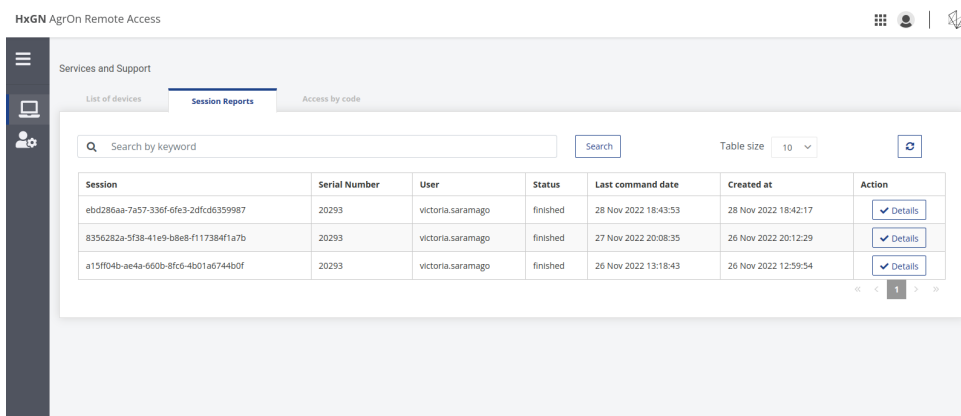 HxGN AgrOn Remote Access
Services and Support
List of devices Session Reports Access by code
Search by keyword Search Table size 10
Session Serial Number User Status Last command date Created at Action
ebd286aa-7a57-336f-6fe3-2dfcd6359987 20293 victoria.saramago finished 28 Nov 2022 18:43:53 28 Nov 2022 18:42:17 Details
8356282a-5f38-41e9-b8e8-f117384f1a7b 20293 victoria.saramago finished 27 Nov 2022 20:08:35 26 Nov 2022 20:12:29 Details
a15ff04b-ae4a-660b-8fc6-4b01a6744b0f 20293 victoria.saramago finished 26 Nov 2022 13:18:43 26 Nov 2022 12:59:54 Details
« < 1 > »